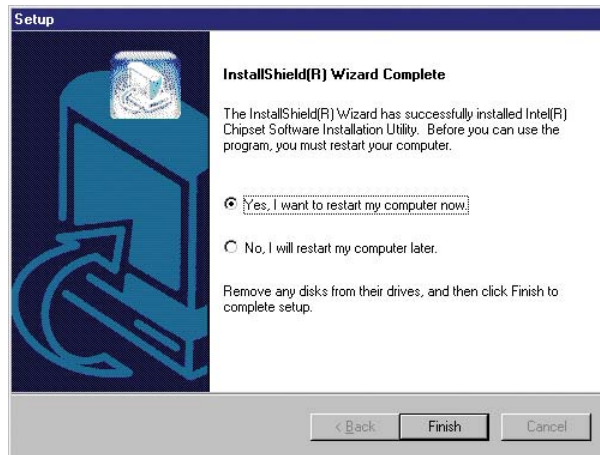 Setup
InstallShield(R) Wizard Complete
The InstallShield(R) Wizard has successfully installed Intel(R)
Chipset Software Installation Utility.  Before you can use the
program, you must restart your computer.
Yes, I want to restart my computer now.
No, I will restart my computer later.
Remove any disks from their drives, and then click Finish to
complete setup.
< Back
Finish
Cancel